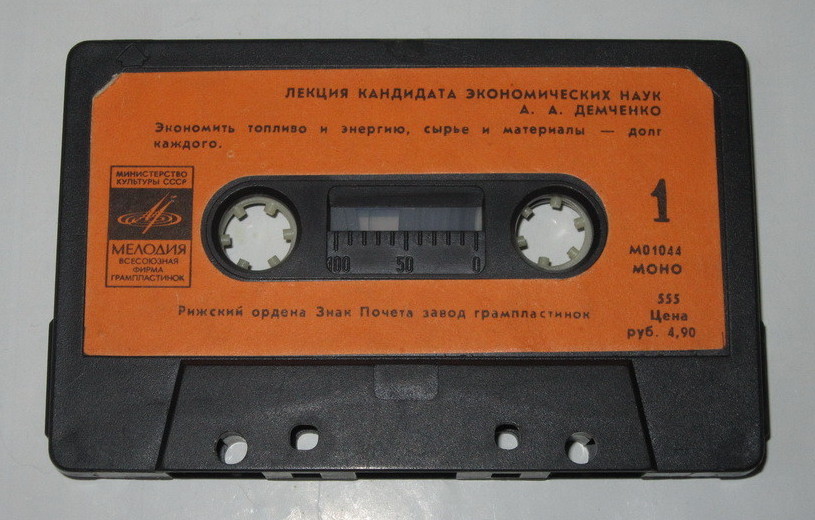 ЛЕКЦИЯ КАНДИДАТА ЭКОНОМИЧЕСКИХ НАУК
А. А. ДЕМЧЕНКО
Экономить топливо и энергию, сырье и материалы — долг
каждого.
МИНИСТЕРСТВО
КУЛЬТУРЫ СССР
МЕЛОДИЯ
ВСЕСОЮЗНАЯ
ФИРМА
ГРАМПЛАСТИНОК
100 50 0
1
М01044
МОНО
Рижский ордена Знак Почета завод грампластинок
555
Цена
руб. 4,90